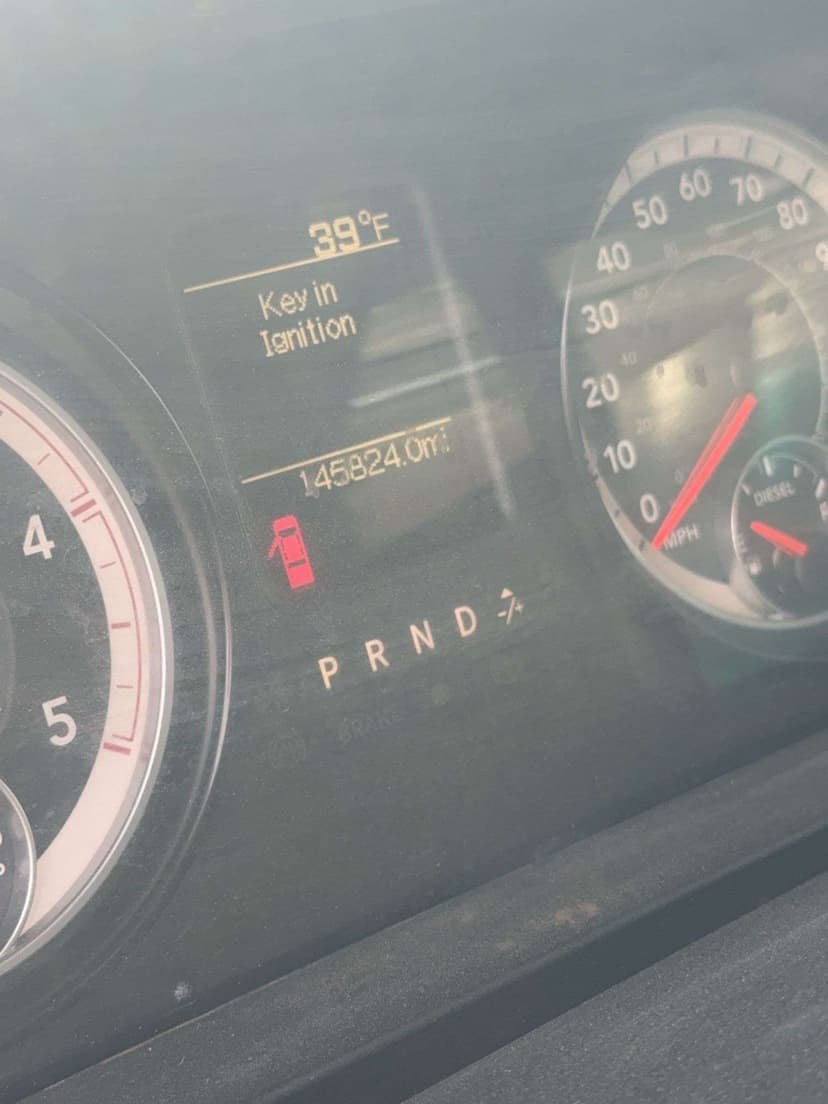 39°F
Key in
Ignition
145824.0mi
P R N D -/+
4
5
0
10
20
30
40
50
60
70
80
MPH
DIESEL
BRAKE